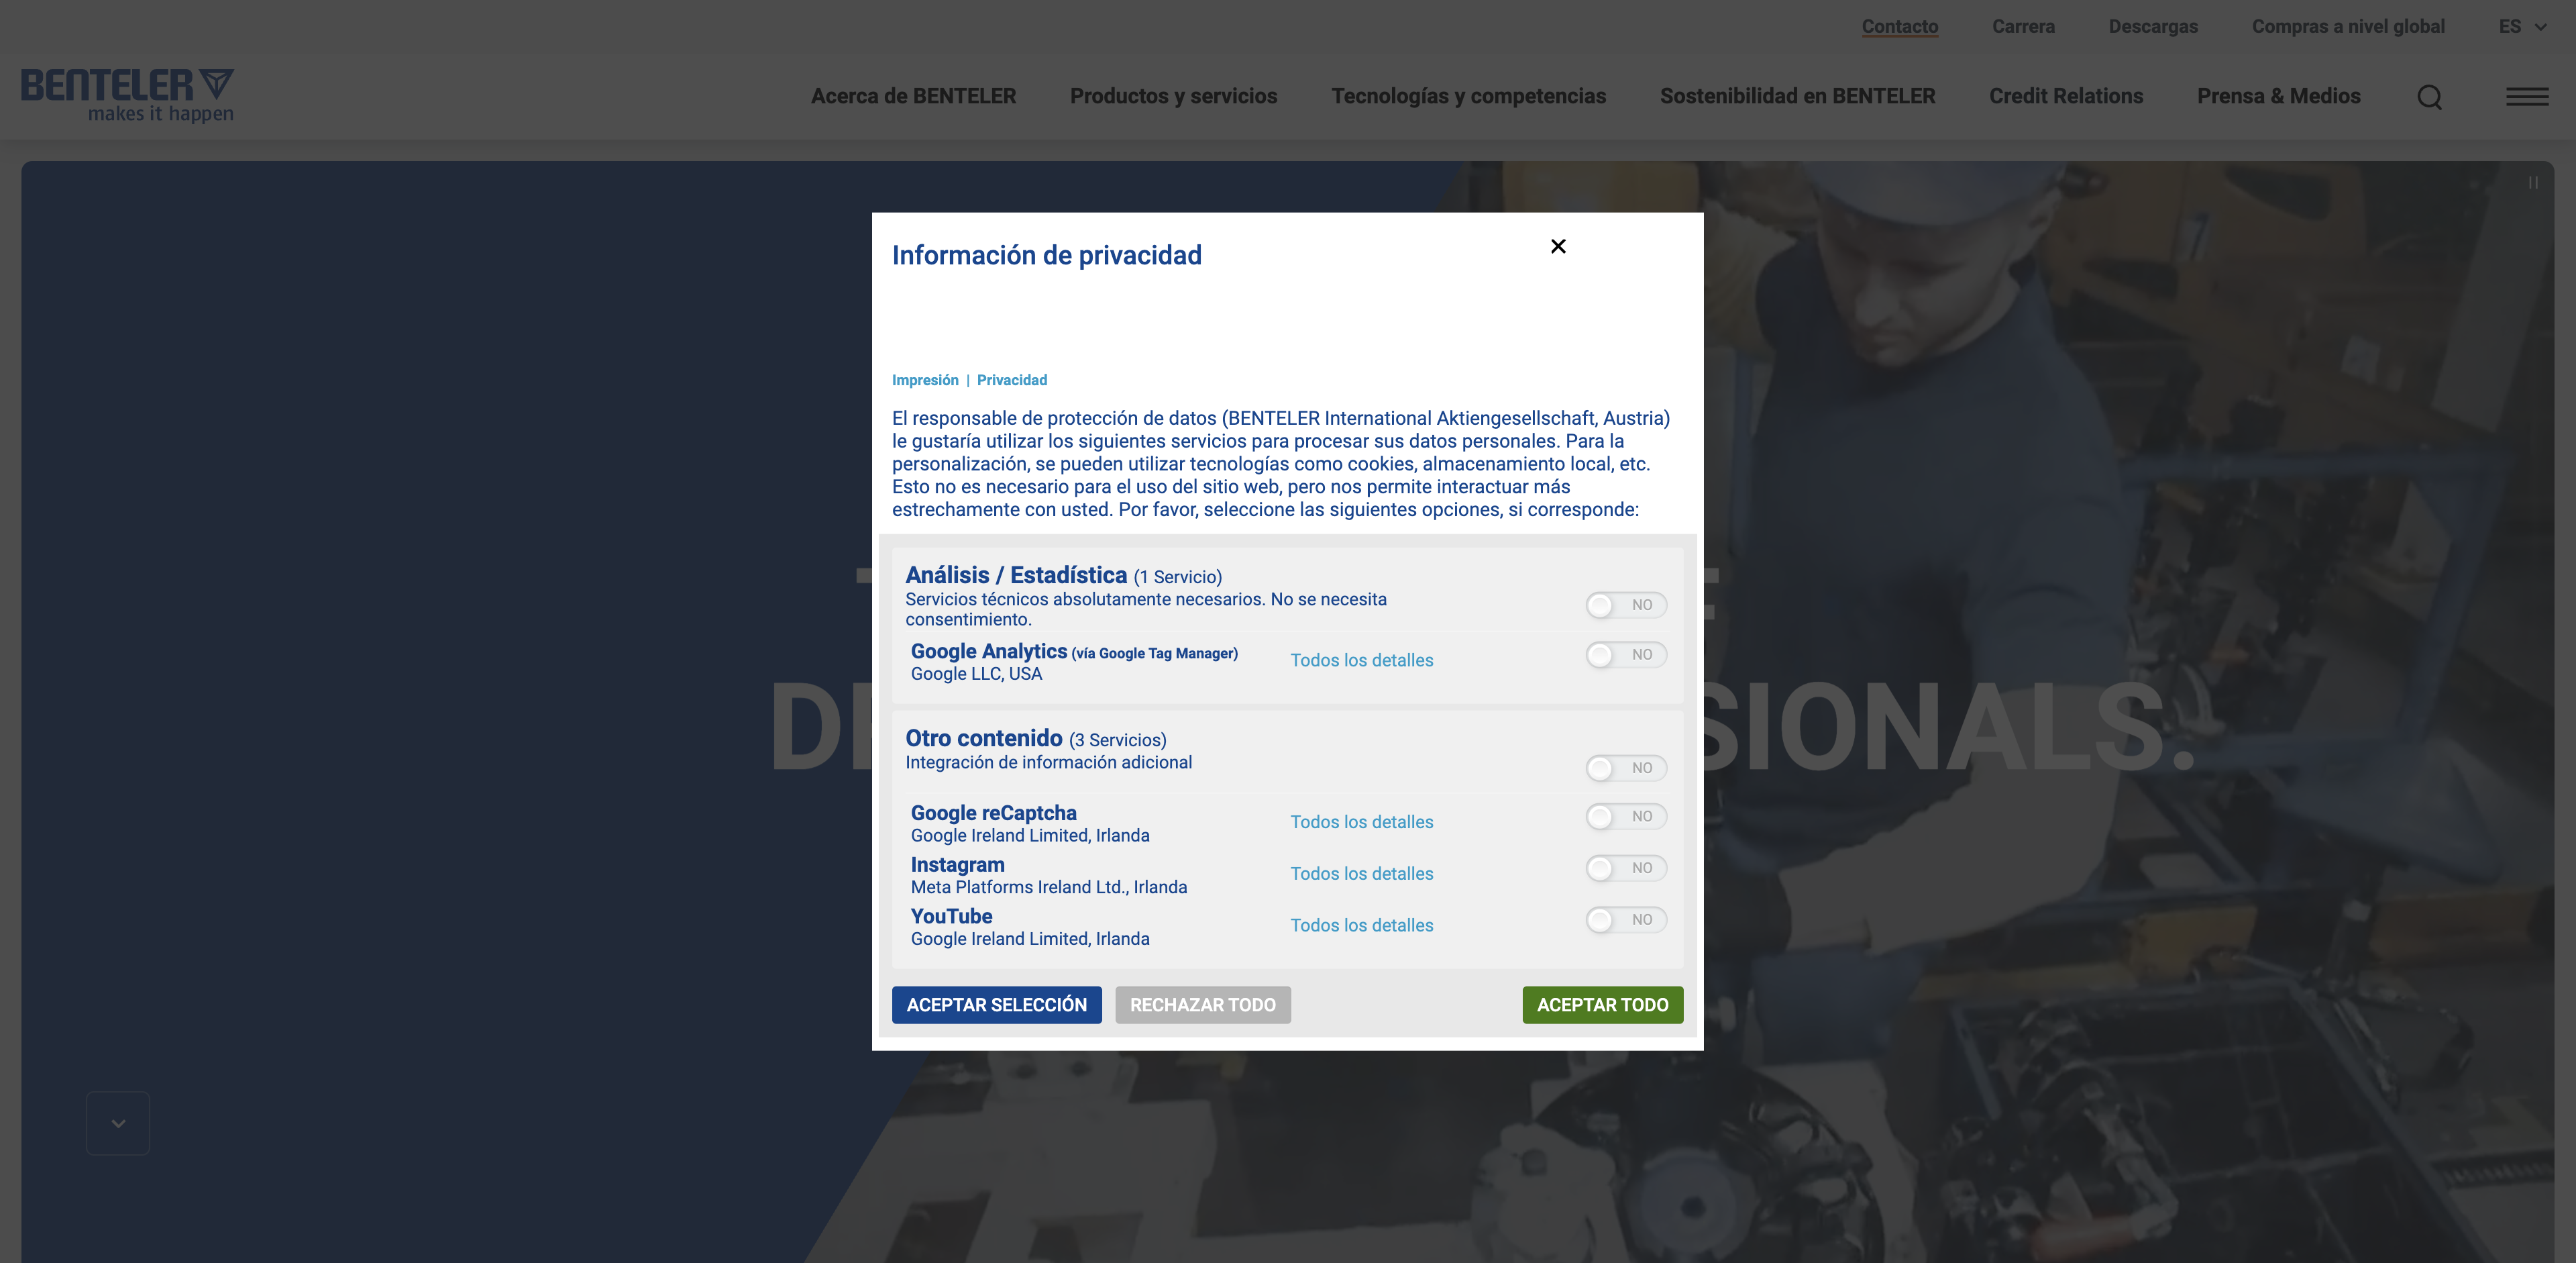 Contacto Carrera Descargas Compras a nivel global ES
BENTELER
makes it happen
Acerca de BENTELER Productos y servicios Tecnologías y competencias Sostenibilidad en BENTELER Credit Relations Prensa & Medios
Información de privacidad
Impresión | Privacidad
El responsable de protección de datos (BENTELER International Aktiengesellschaft, Austria)
le gustaría utilizar los siguientes servicios para procesar sus datos personales. Para la
personalización, se pueden utilizar tecnologías como cookies, almacenamiento local, etc.
Esto no es necesario para el uso del sitio web, pero nos permite interactuar más
estrechamente con usted. Por favor, seleccione las siguientes opciones, si corresponde:
Análisis / Estadística (1 Servicio)
Servicios técnicos absolutamente necesarios. No se necesita
consentimiento.
NO
Google Analytics (vía Google Tag Manager)
Google LLC, USA
Todos los detalles
NO
Otro contenido (3 Servicios)
Integración de información adicional
NO
Google reCaptcha
Google Ireland Limited, Irlanda
Todos los detalles
NO
Instagram
Meta Platforms Ireland Ltd., Irlanda
Todos los detalles
NO
YouTube
Google Ireland Limited, Irlanda
Todos los detalles
NO
ACEPTAR SELECCIÓN RECHAZAR TODO ACEPTAR TODO